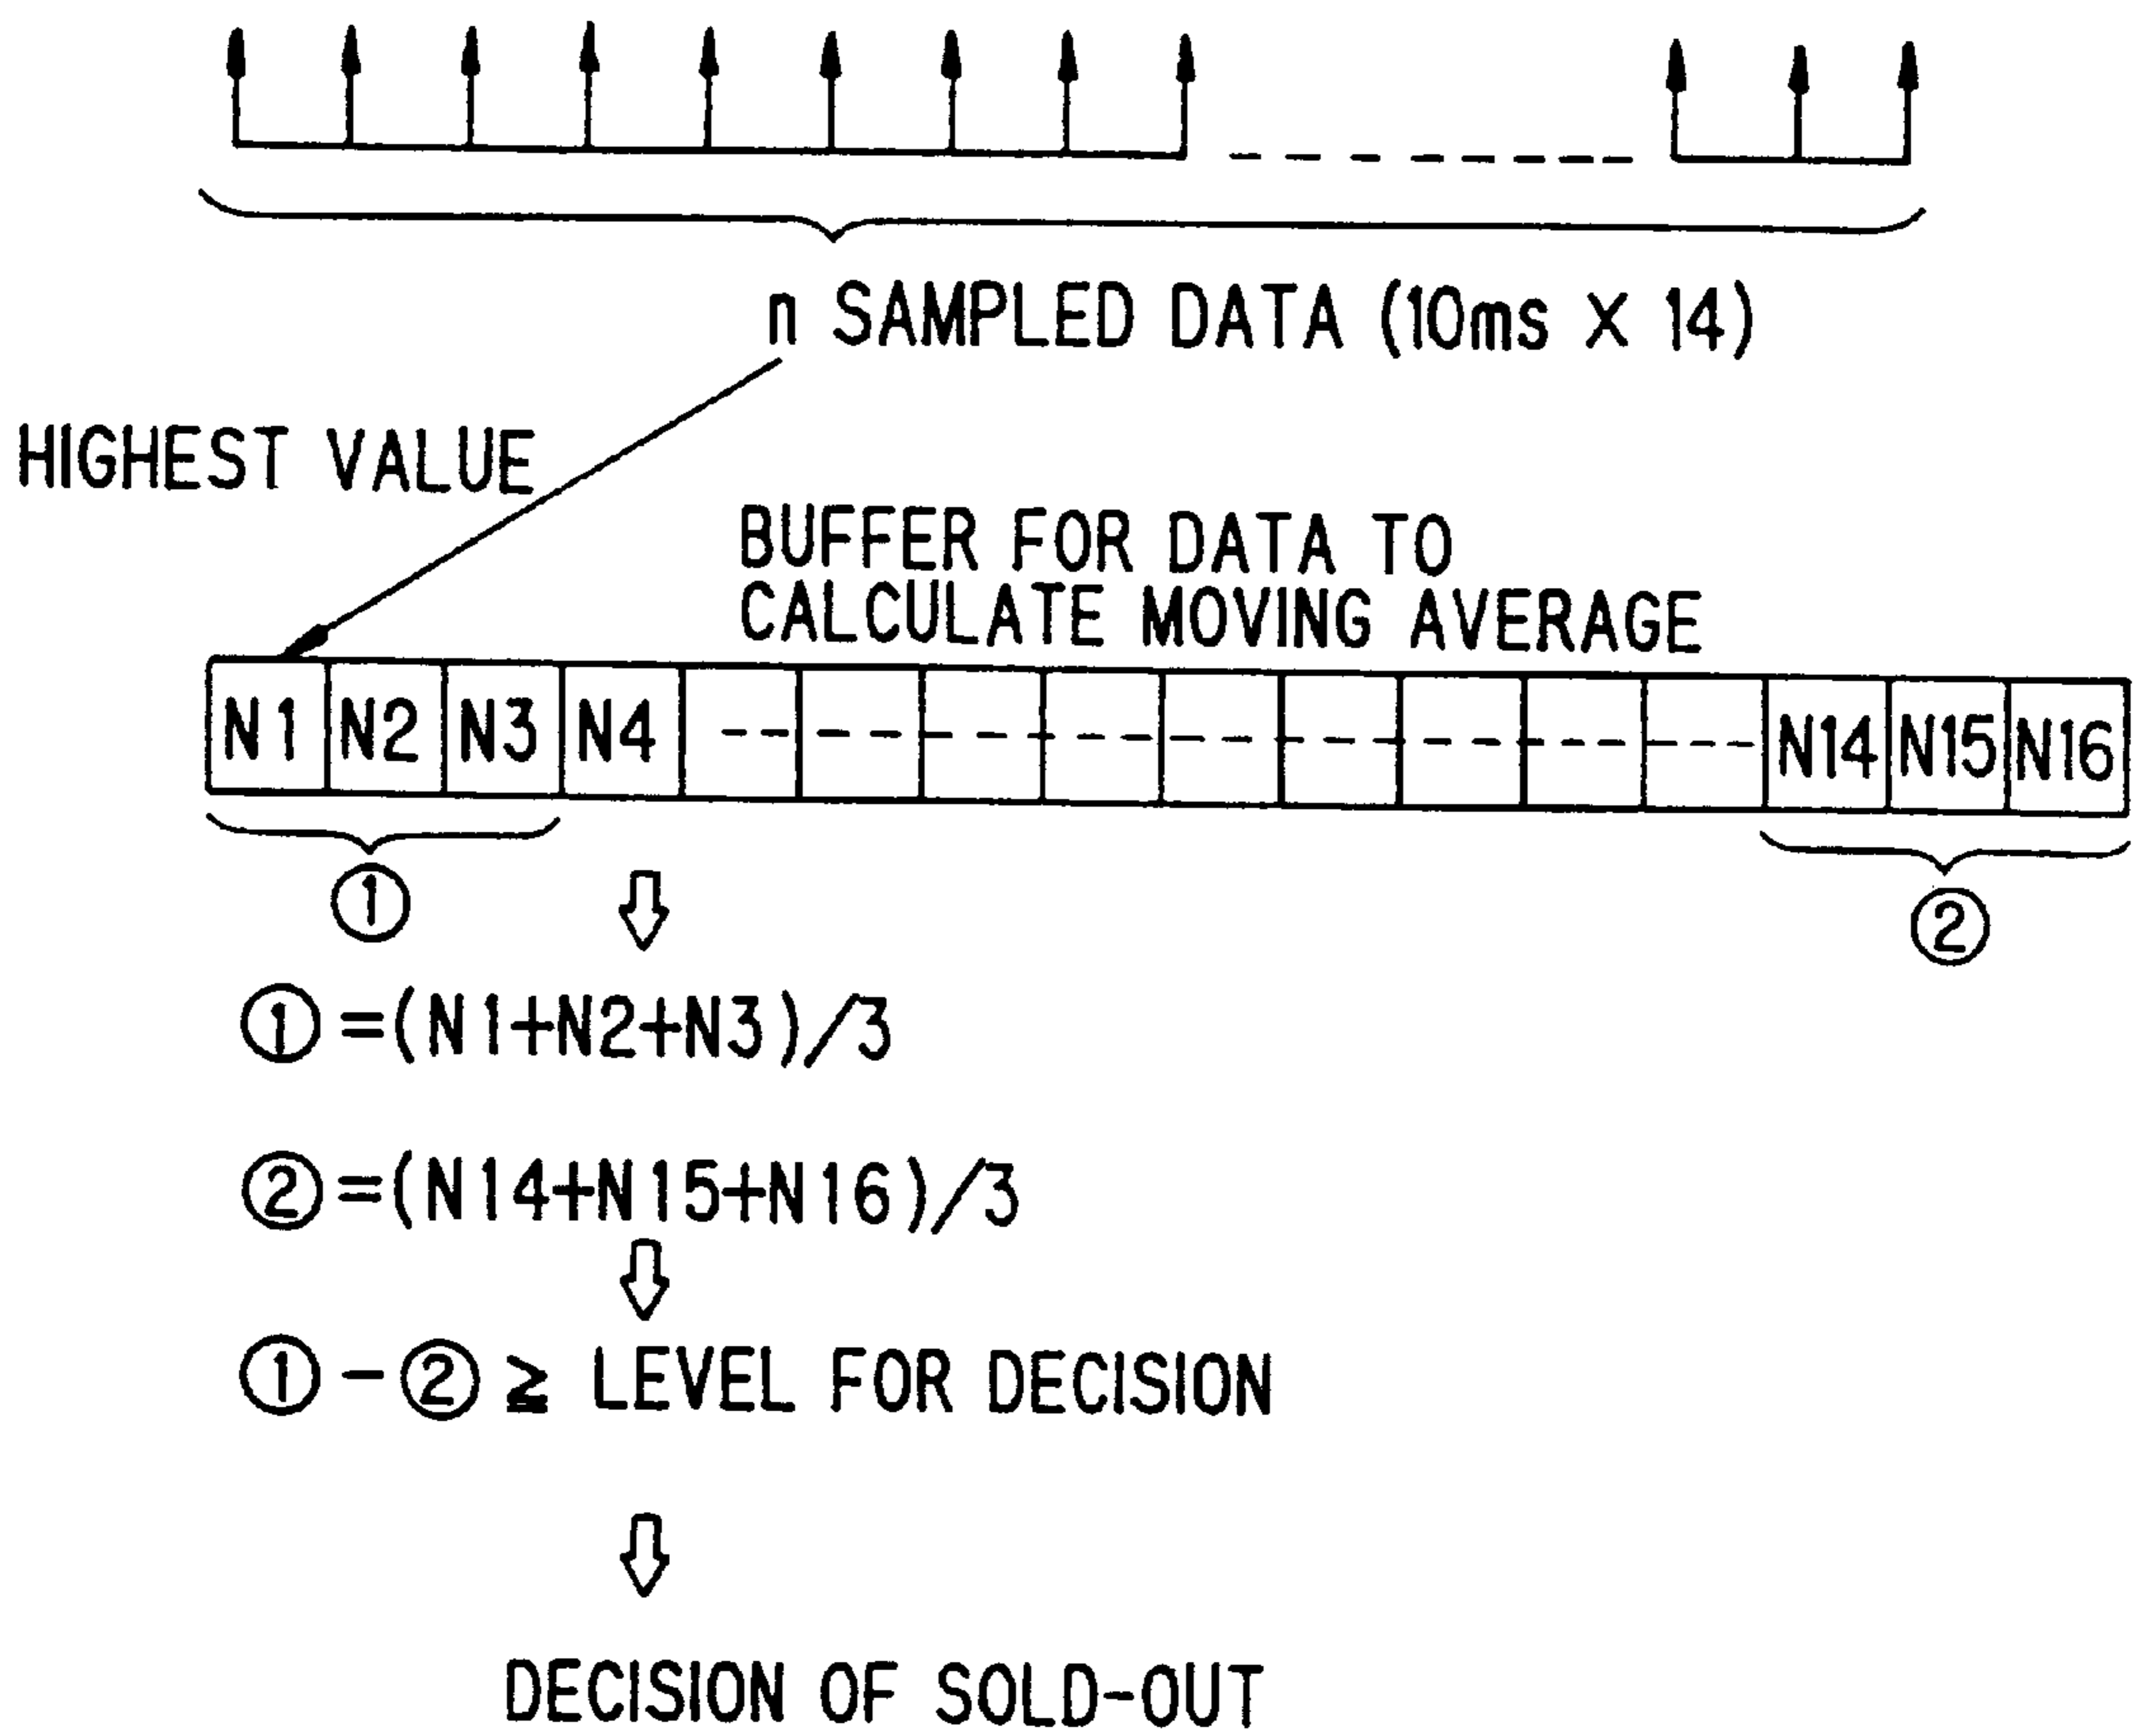 n SAMPLED DATA (10ms X 14)
HIGHEST VALUE
BUFFER FOR DATA TO
CALCULATE MOVING AVERAGE
N1 N2 N3 N4 N14 N15 N16
① ②
①=(N1+N2+N3)/3
②=(N14+N15+N16)/3
①-②≧ LEVEL FOR DECISION
DECISION OF SOLD-OUT